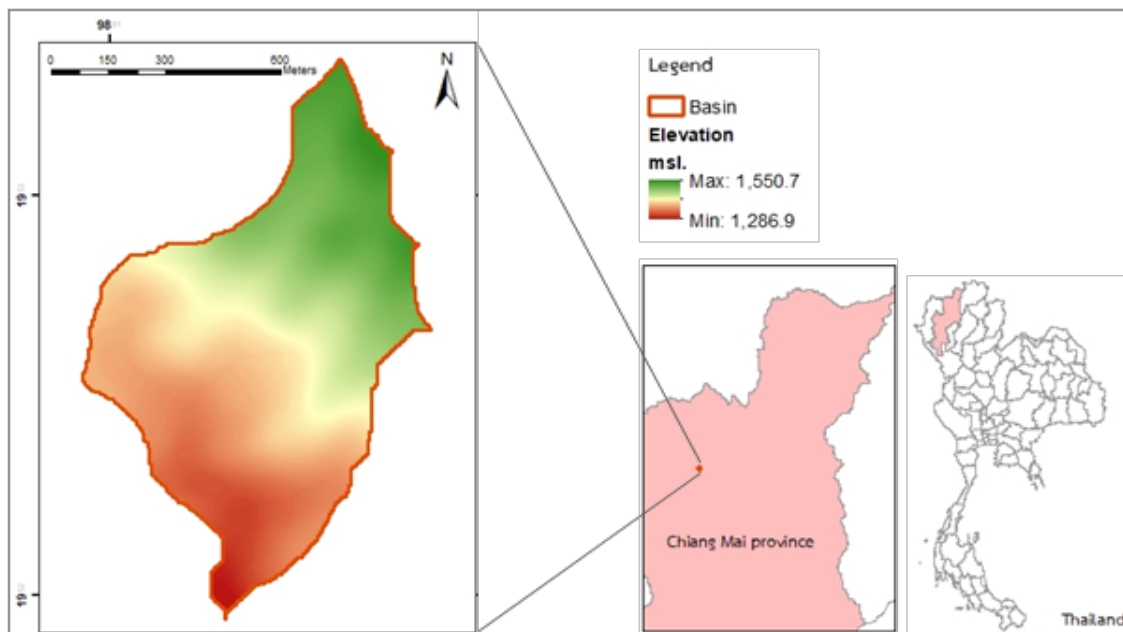 98
0 150 300 600
Meters
N
19
19
Legend
Basin
Elevation
msl.
Max: 1,550.7
Min: 1,286.9
Chiang Mai province
Thailand